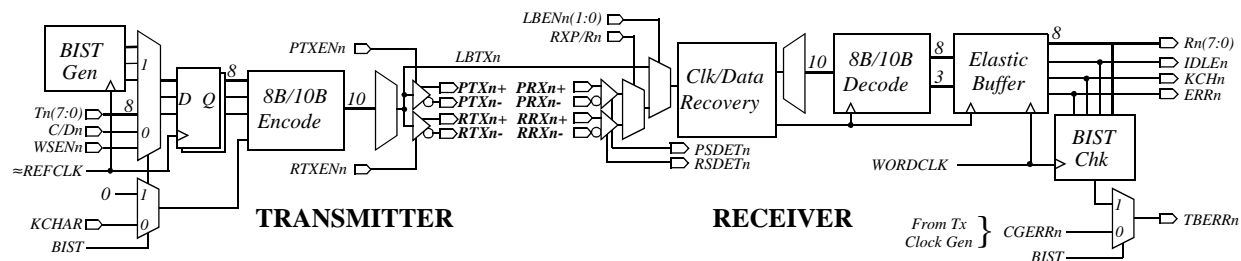 BIST
Gen
1
0
8
Tn(7:0)
C/Dn
WSENn
≈REFCLK
D Q
8
8B/10B
Encode
10
0
1
0
KCHAR
BIST
TRANSMITTER
PTXENn
RTXENn
LBTXn
PTXn+
PTXn-
RTXn+
RTXn-
LBENn(1:0)
RXP/Rn
PRXn+
PRXn-
RRXn+
RRXn-
PSDETn
RSDETn
Clk/Data
Recovery
10
8B/10B
Decode
8
3
Elastic
Buffer
8
Rn(7:0)
IDLEn
KCHn
ERRn
BIST
Chk
WORDCLK
RECEIVER
From Tx
Clock Gen
}
CGERRn
1
0
BIST
TBERRn